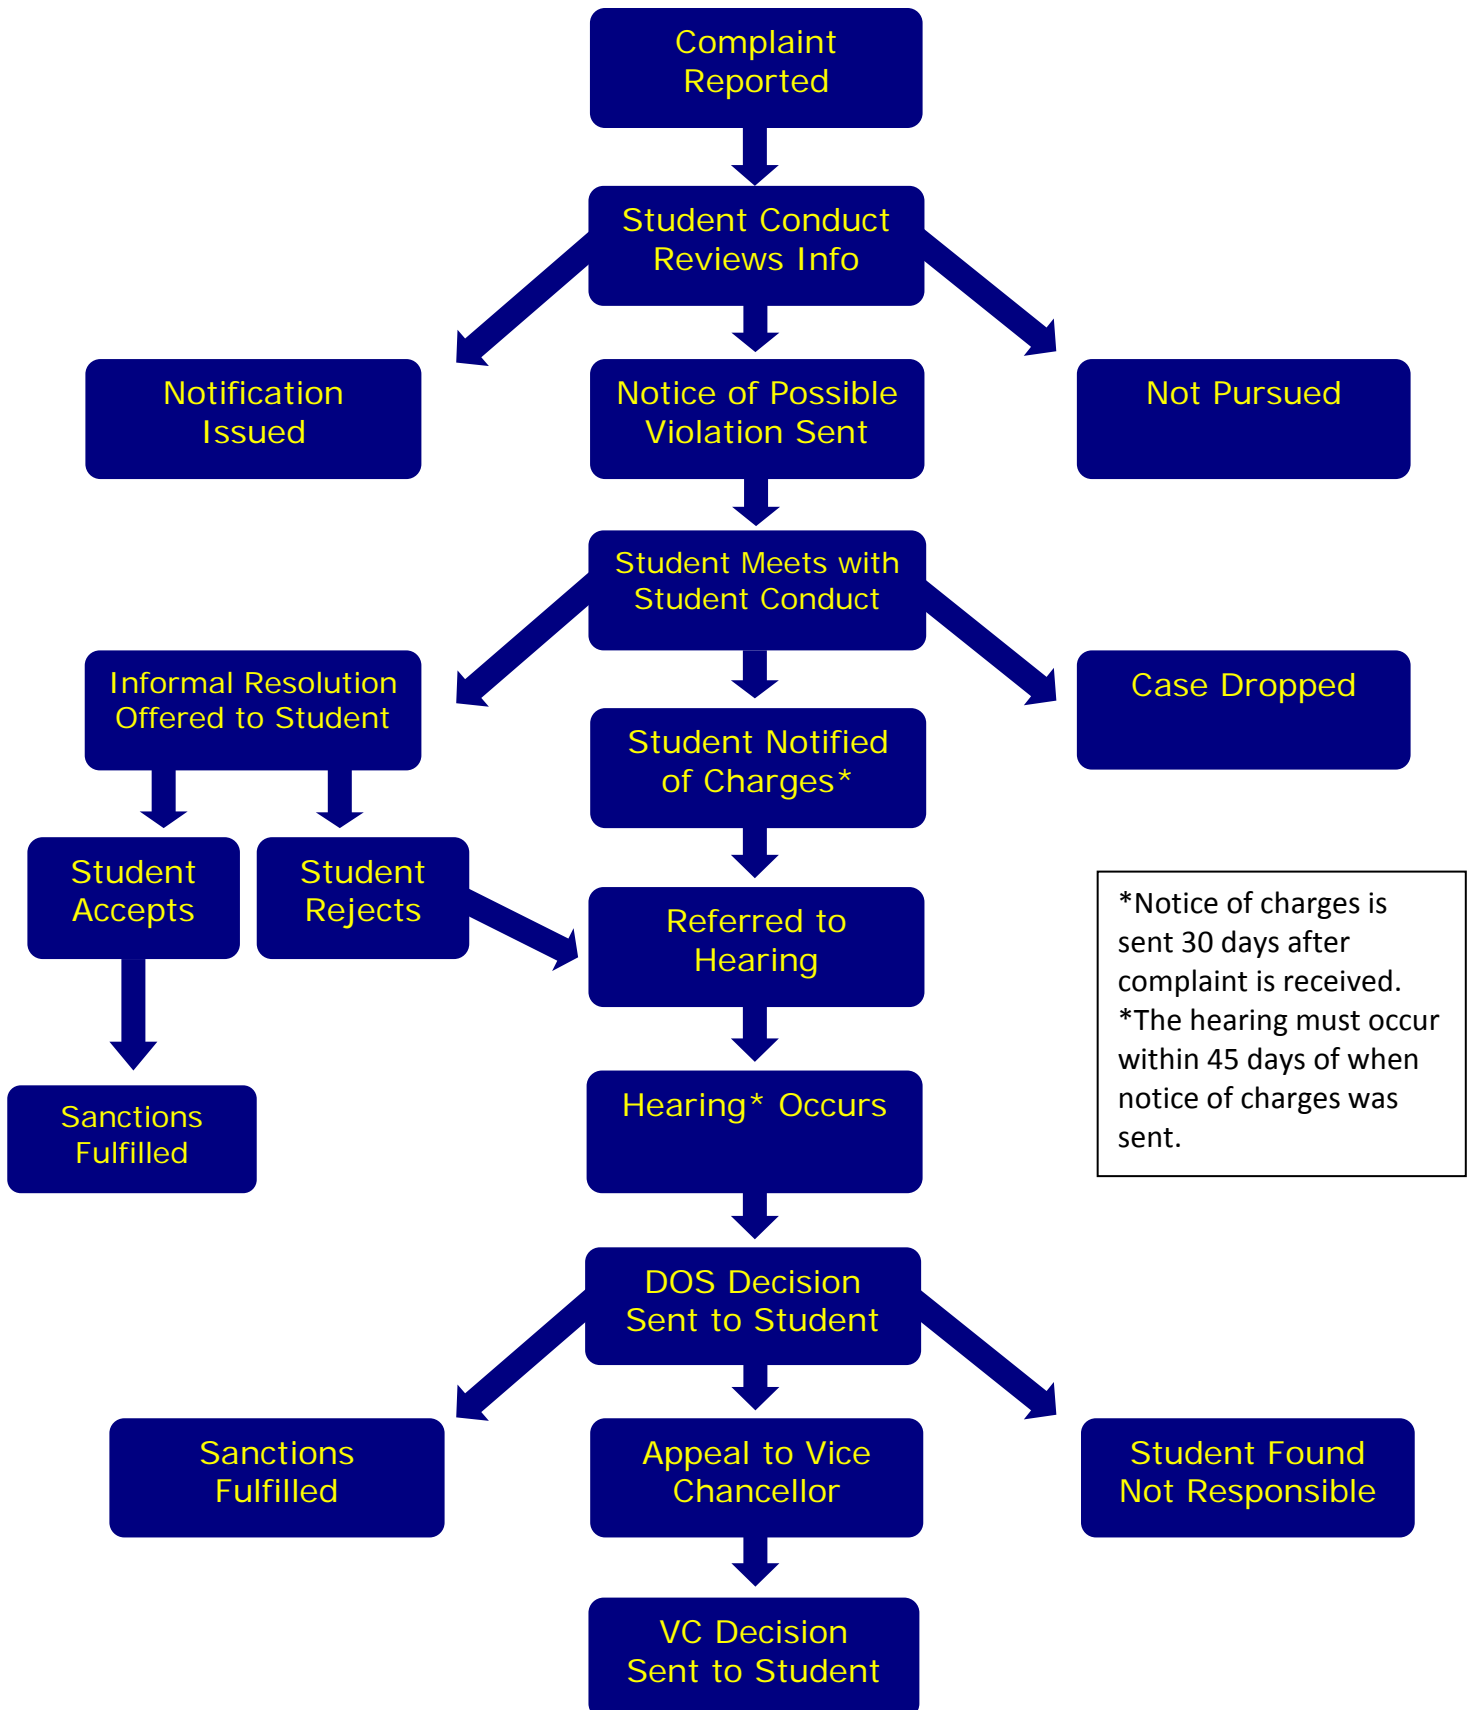 Complaint
Reported
Student Conduct
Reviews Info
Notification
Issued
Notice of Possible
Violation Sent
Not Pursued
Student Meets with
Student Conduct
Informal Resolution
Offered to Student
Student Notified
of Charges*
Case Dropped
Student
Accepts
Student
Rejects
Referred to
Hearing
*Notice of charges is
sent 30 days after
complaint is received.
*The hearing must occur
within 45 days of when
notice of charges was
sent.
Sanctions
Fulfilled
Hearing* Occurs
DOS Decision
Sent to Student
Sanctions
Fulfilled
Appeal to Vice
Chancellor
Student Found
Not Responsible
VC Decision
Sent to Student